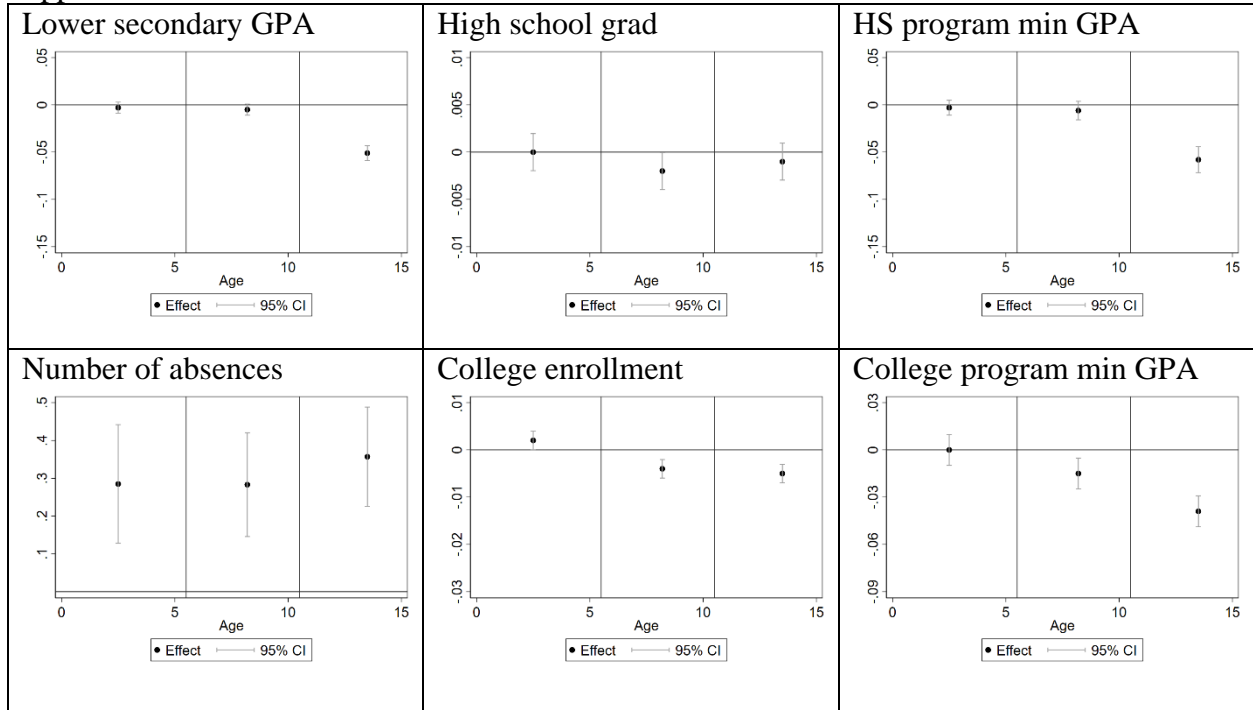 Lower secondary GPA
.05
0
-.05
-.1
-.15
0 5 10 15
Age
Effect 95% CI
High school grad
.01
.005
0
-.005
-.01
0 5 10 15
Age
Effect 95% CI
HS program min GPA
.05
0
-.05
-.1
-.15
0 5 10 15
Age
Effect 95% CI
Number of absences
.5
.4
.3
.2
.1
0 5 10 15
Age
Effect 95% CI
College enrollment
.01
0
-.01
-.02
-.03
0 5 10 15
Age
Effect 95% CI
College program min GPA
.03
0
-.03
-.06
-.09
0 5 10 15
Age
Effect 95% CI